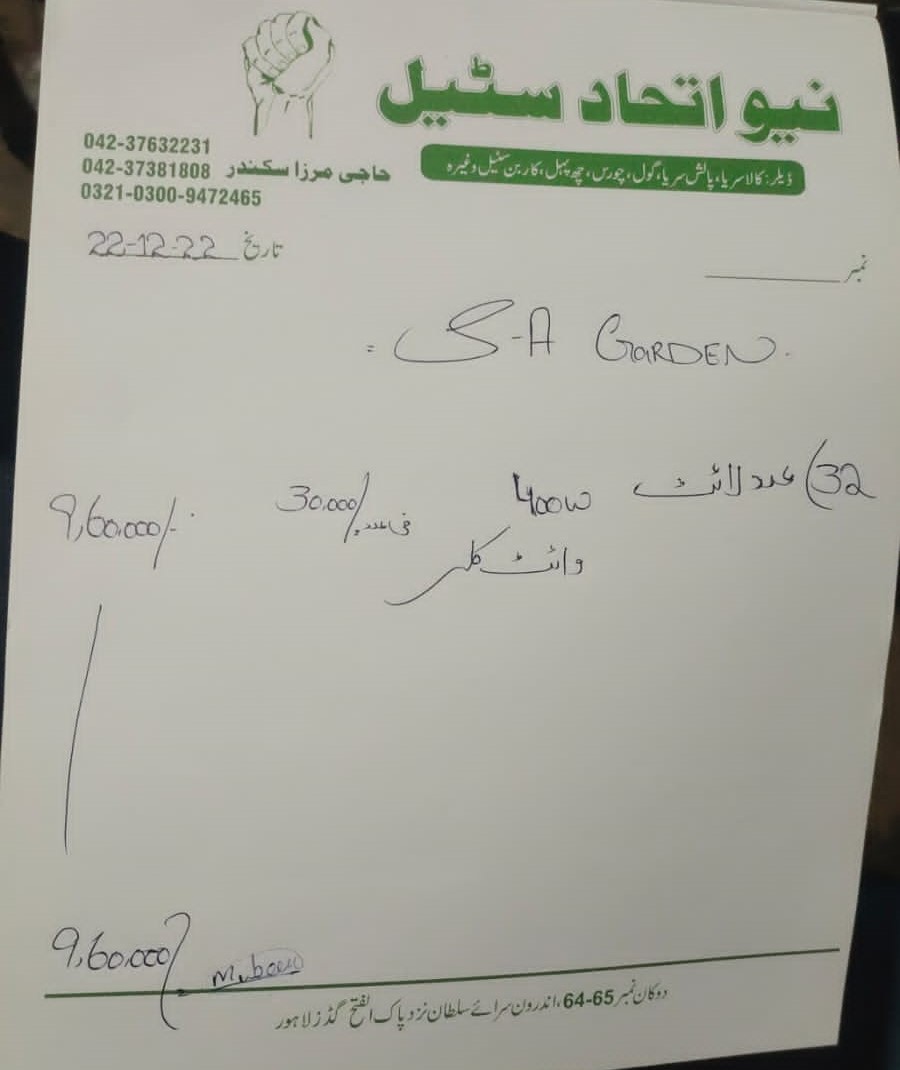 نیو اتحاد سٹیل
ڈیلر: کالا سریا، پالش سریا، گول، چورس، چھ پہل، کاربن سٹیل وغیرہ
042-37632231
042-37381808 حاجی مرزا سکندر
0321-0300-9472465
تاریخ 22-12-22
نمبر
-A GARDEN.
32) عدد لائٹ 400W 30,000/ فی عدد 9,60,000/-
وائٹ کلر
9,60,000/
دوکان نمبر 65-64، اندرون سرائے سلطان نزد پاک الفتح گڈز لاہور